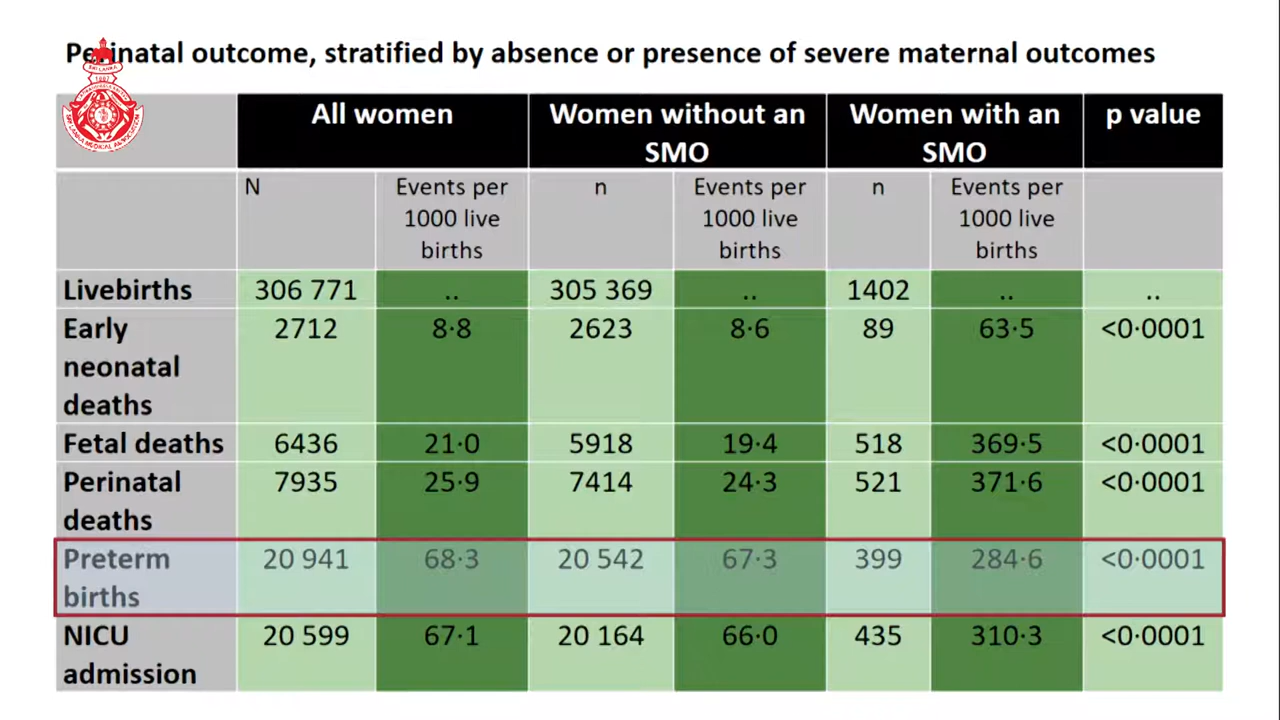 Perinatal outcome, stratified by absence or presence of severe maternal outcomes
All women Women without an SMO Women with an SMO p value
N Events per 1000 live births n Events per 1000 live births n Events per 1000 live births
Livebirths 306 771 .. 305 369 .. 1402 .. ..
Early neonatal deaths 2712 8·8 2623 8·6 89 63·5 <0·0001
Fetal deaths 6436 21·0 5918 19·4 518 369·5 <0·0001
Perinatal deaths 7935 25·9 7414 24·3 521 371·6 <0·0001
Preterm births 20 941 68·3 20 542 67·3 399 284·6 <0·0001
NICU admission 20 599 67·1 20 164 66·0 435 310·3 <0·0001
SRI LANKA MEDICAL ASSOCIATION